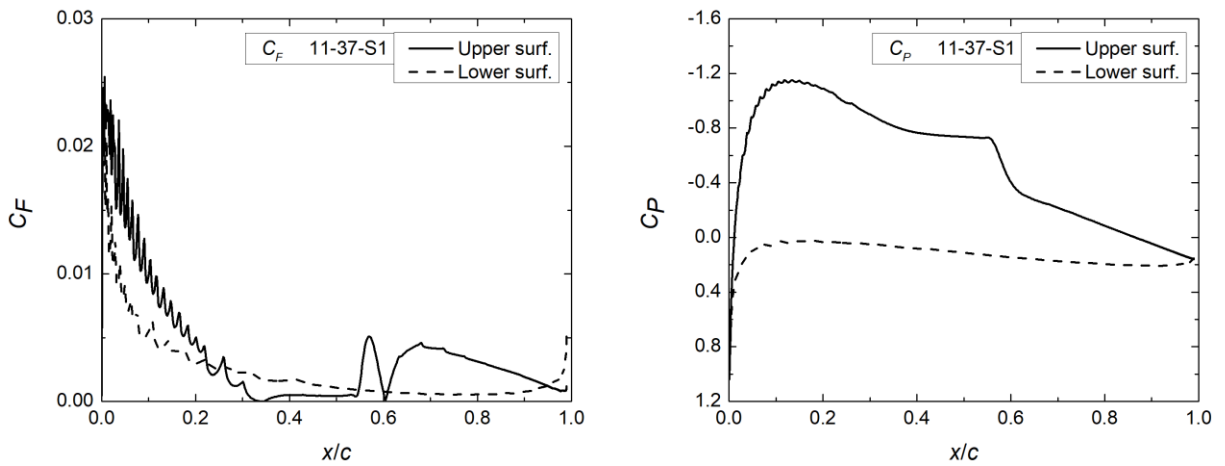 0.03
0.02
0.01
0.00
C_F
C_F 11-37-S1
Upper surf.
Lower surf.
0.0 0.2 0.4 0.6 0.8 1.0
x/c
-1.6
-1.2
-0.8
-0.4
0.0
0.4
0.8
1.2
C_P
C_P 11-37-S1
Upper surf.
Lower surf.
0.0 0.2 0.4 0.6 0.8 1.0
x/c